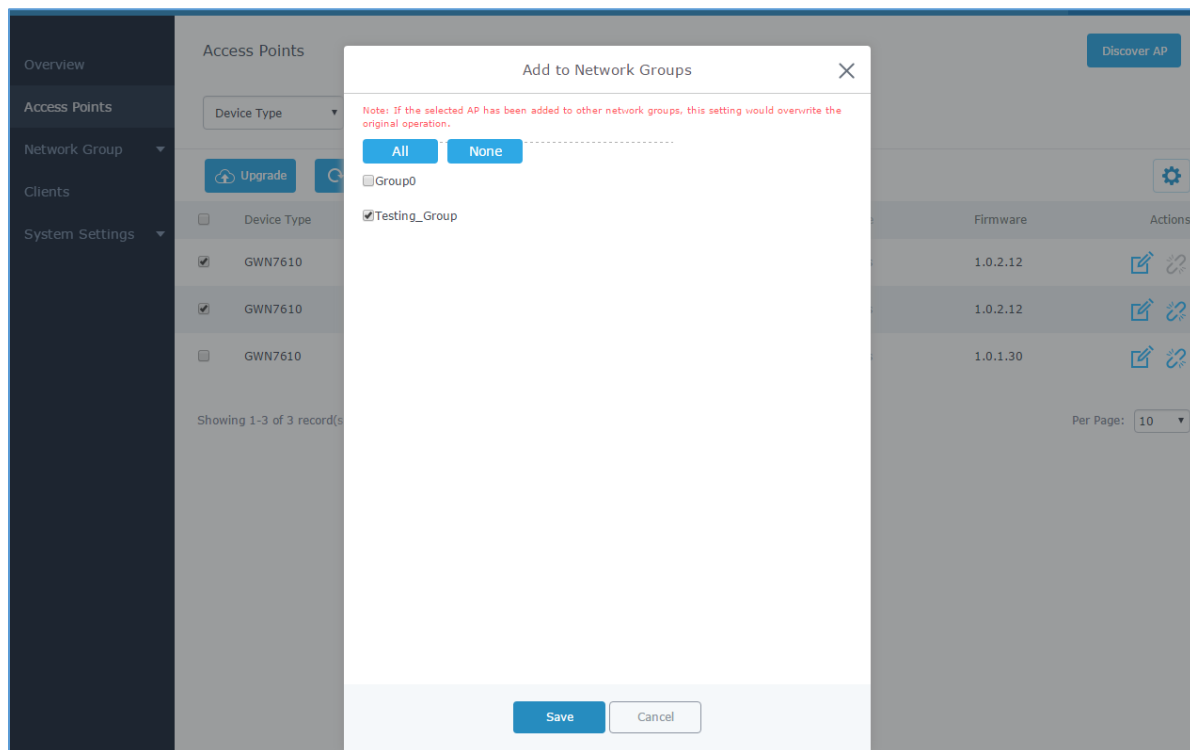 Overview
Access Points
Network Group
Clients
System Settings
Access Points
Discover AP
Device Type
Upgrade
Device Type
Firmware
Actions
GWN7610
1.0.2.12
GWN7610
1.0.2.12
GWN7610
1.0.1.30
Showing 1-3 of 3 record(s
Per Page: 10
Add to Network Groups
Note: If the selected AP has been added to other network groups, this setting would overwrite the
original operation.
All
None
Group0
Testing_Group
Save
Cancel